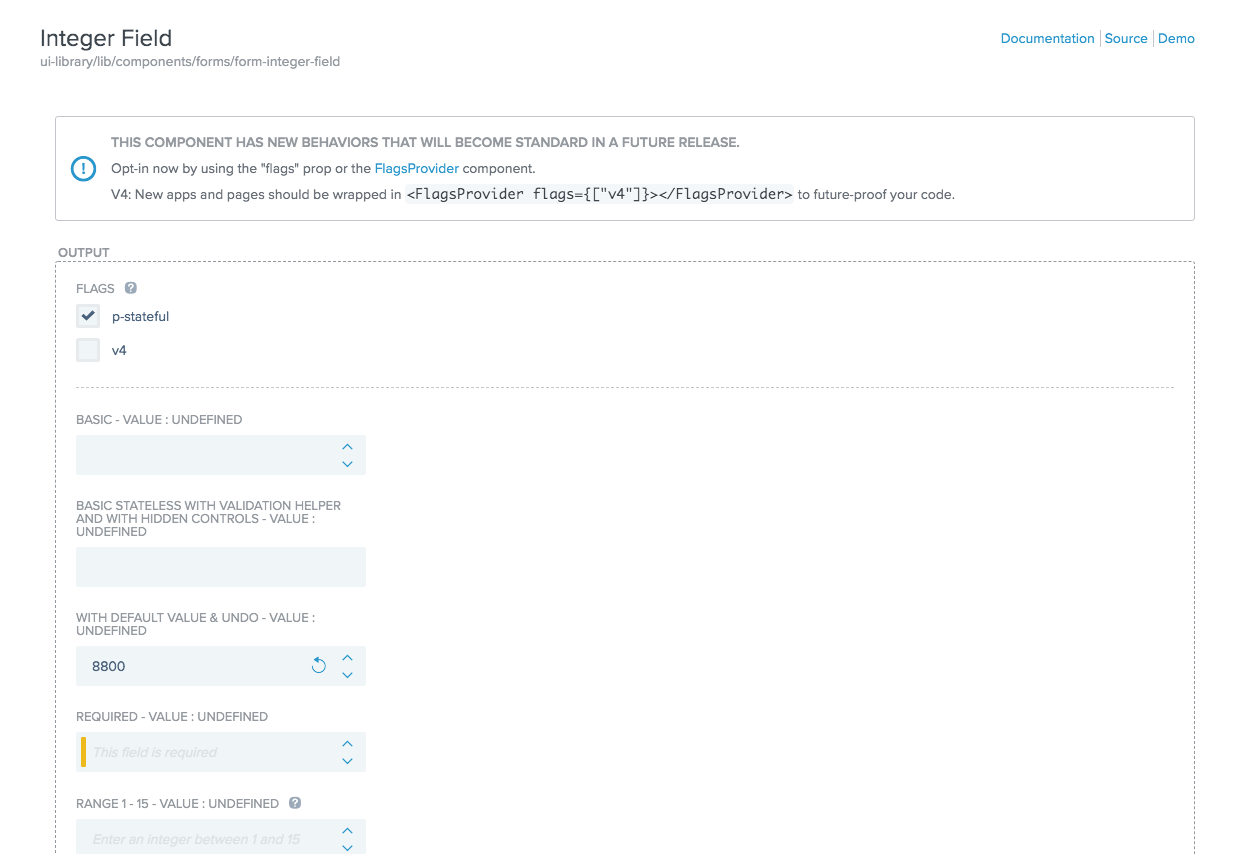 Integer Field
Documentation Source Demo
ui-library/lib/components/forms/form-integer-field
THIS COMPONENT HAS NEW BEHAVIORS THAT WILL BECOME STANDARD IN A FUTURE RELEASE.
Opt-in now by using the "flags" prop or the FlagsProvider component.
V4: New apps and pages should be wrapped in <FlagsProvider flags={["v4"]}></FlagsProvider> to future-proof your code.
OUTPUT
FLAGS
p-stateful
v4
BASIC - VALUE : UNDEFINED
BASIC STATELESS WITH VALIDATION HELPER
AND WITH HIDDEN CONTROLS - VALUE :
UNDEFINED
WITH DEFAULT VALUE & UNDO - VALUE :
UNDEFINED
8800
REQUIRED - VALUE : UNDEFINED
This field is required
RANGE 1 - 15 - VALUE : UNDEFINED
Enter an integer between 1 and 15